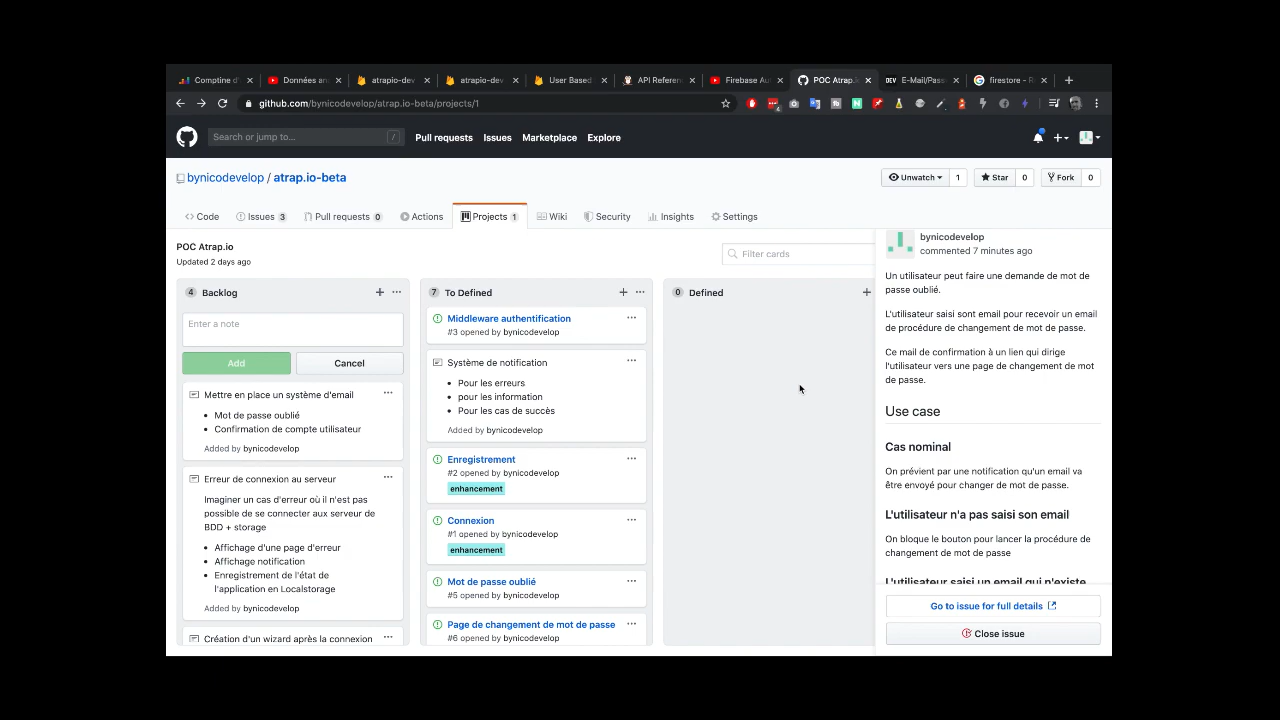 Comptine d'
Données an
atrapio-dev
atrapio-dev
User Based
API Referen
Firebase Au
POC Atrap.
E-Mail/Pass
firestore - R
github.com/bynicodevelop/atrap.io-beta/projects/1
Search or jump to...
/
Pull requests
Issues
Marketplace
Explore
bynicodevelop / atrap.io-beta
Unwatch
1
Star
0
Fork
0
Code
Issues 3
Pull requests 0
Actions
Projects 1
Wiki
Security
Insights
Settings
POC Atrap.io
Updated 2 days ago
Filter cards
4 Backlog
Enter a note
Add
Cancel
Mettre en place un système d'email
Mot de passe oublié
Confirmation de compte utilisateur
Added by bynicodevelop
Erreur de connexion au serveur
Imaginer un cas d'erreur où il n'est pas
possible de se connecter aux serveur de
BDD + storage
Affichage d'une page d'erreur
Affichage notification
Enregistrement de l'état de
l'application en Localstorage
Added by bynicodevelop
Création d'un wizard après la connexion
7 To Defined
Middleware authentification
#3 opened by bynicodevelop
Système de notification
Pour les erreurs
pour les information
Pour les cas de succès
Added by bynicodevelop
Enregistrement
#2 opened by bynicodevelop
enhancement
Connexion
#1 opened by bynicodevelop
enhancement
Mot de passe oublié
#5 opened by bynicodevelop
Page de changement de mot de passe
#6 opened by bynicodevelop
0 Defined
bynicodevelop
commented 7 minutes ago
Un utilisateur peut faire une demande de mot de
passe oublié.
L'utilisateur saisi sont email pour recevoir un email
de procédure de changement de mot de passe.
Ce mail de confirmation à un lien qui dirige
l'utilisateur vers une page de changement de mot
de passe.
Use case
Cas nominal
On prévient par une notification qu'un email va
être envoyé pour changer de mot de passe.
L'utilisateur n'a pas saisi son email
On bloque le bouton pour lancer la procédure de
changement de mot de passe
L'utilisateur saisi un email qui n'existe
Go to issue for full details
Close issue